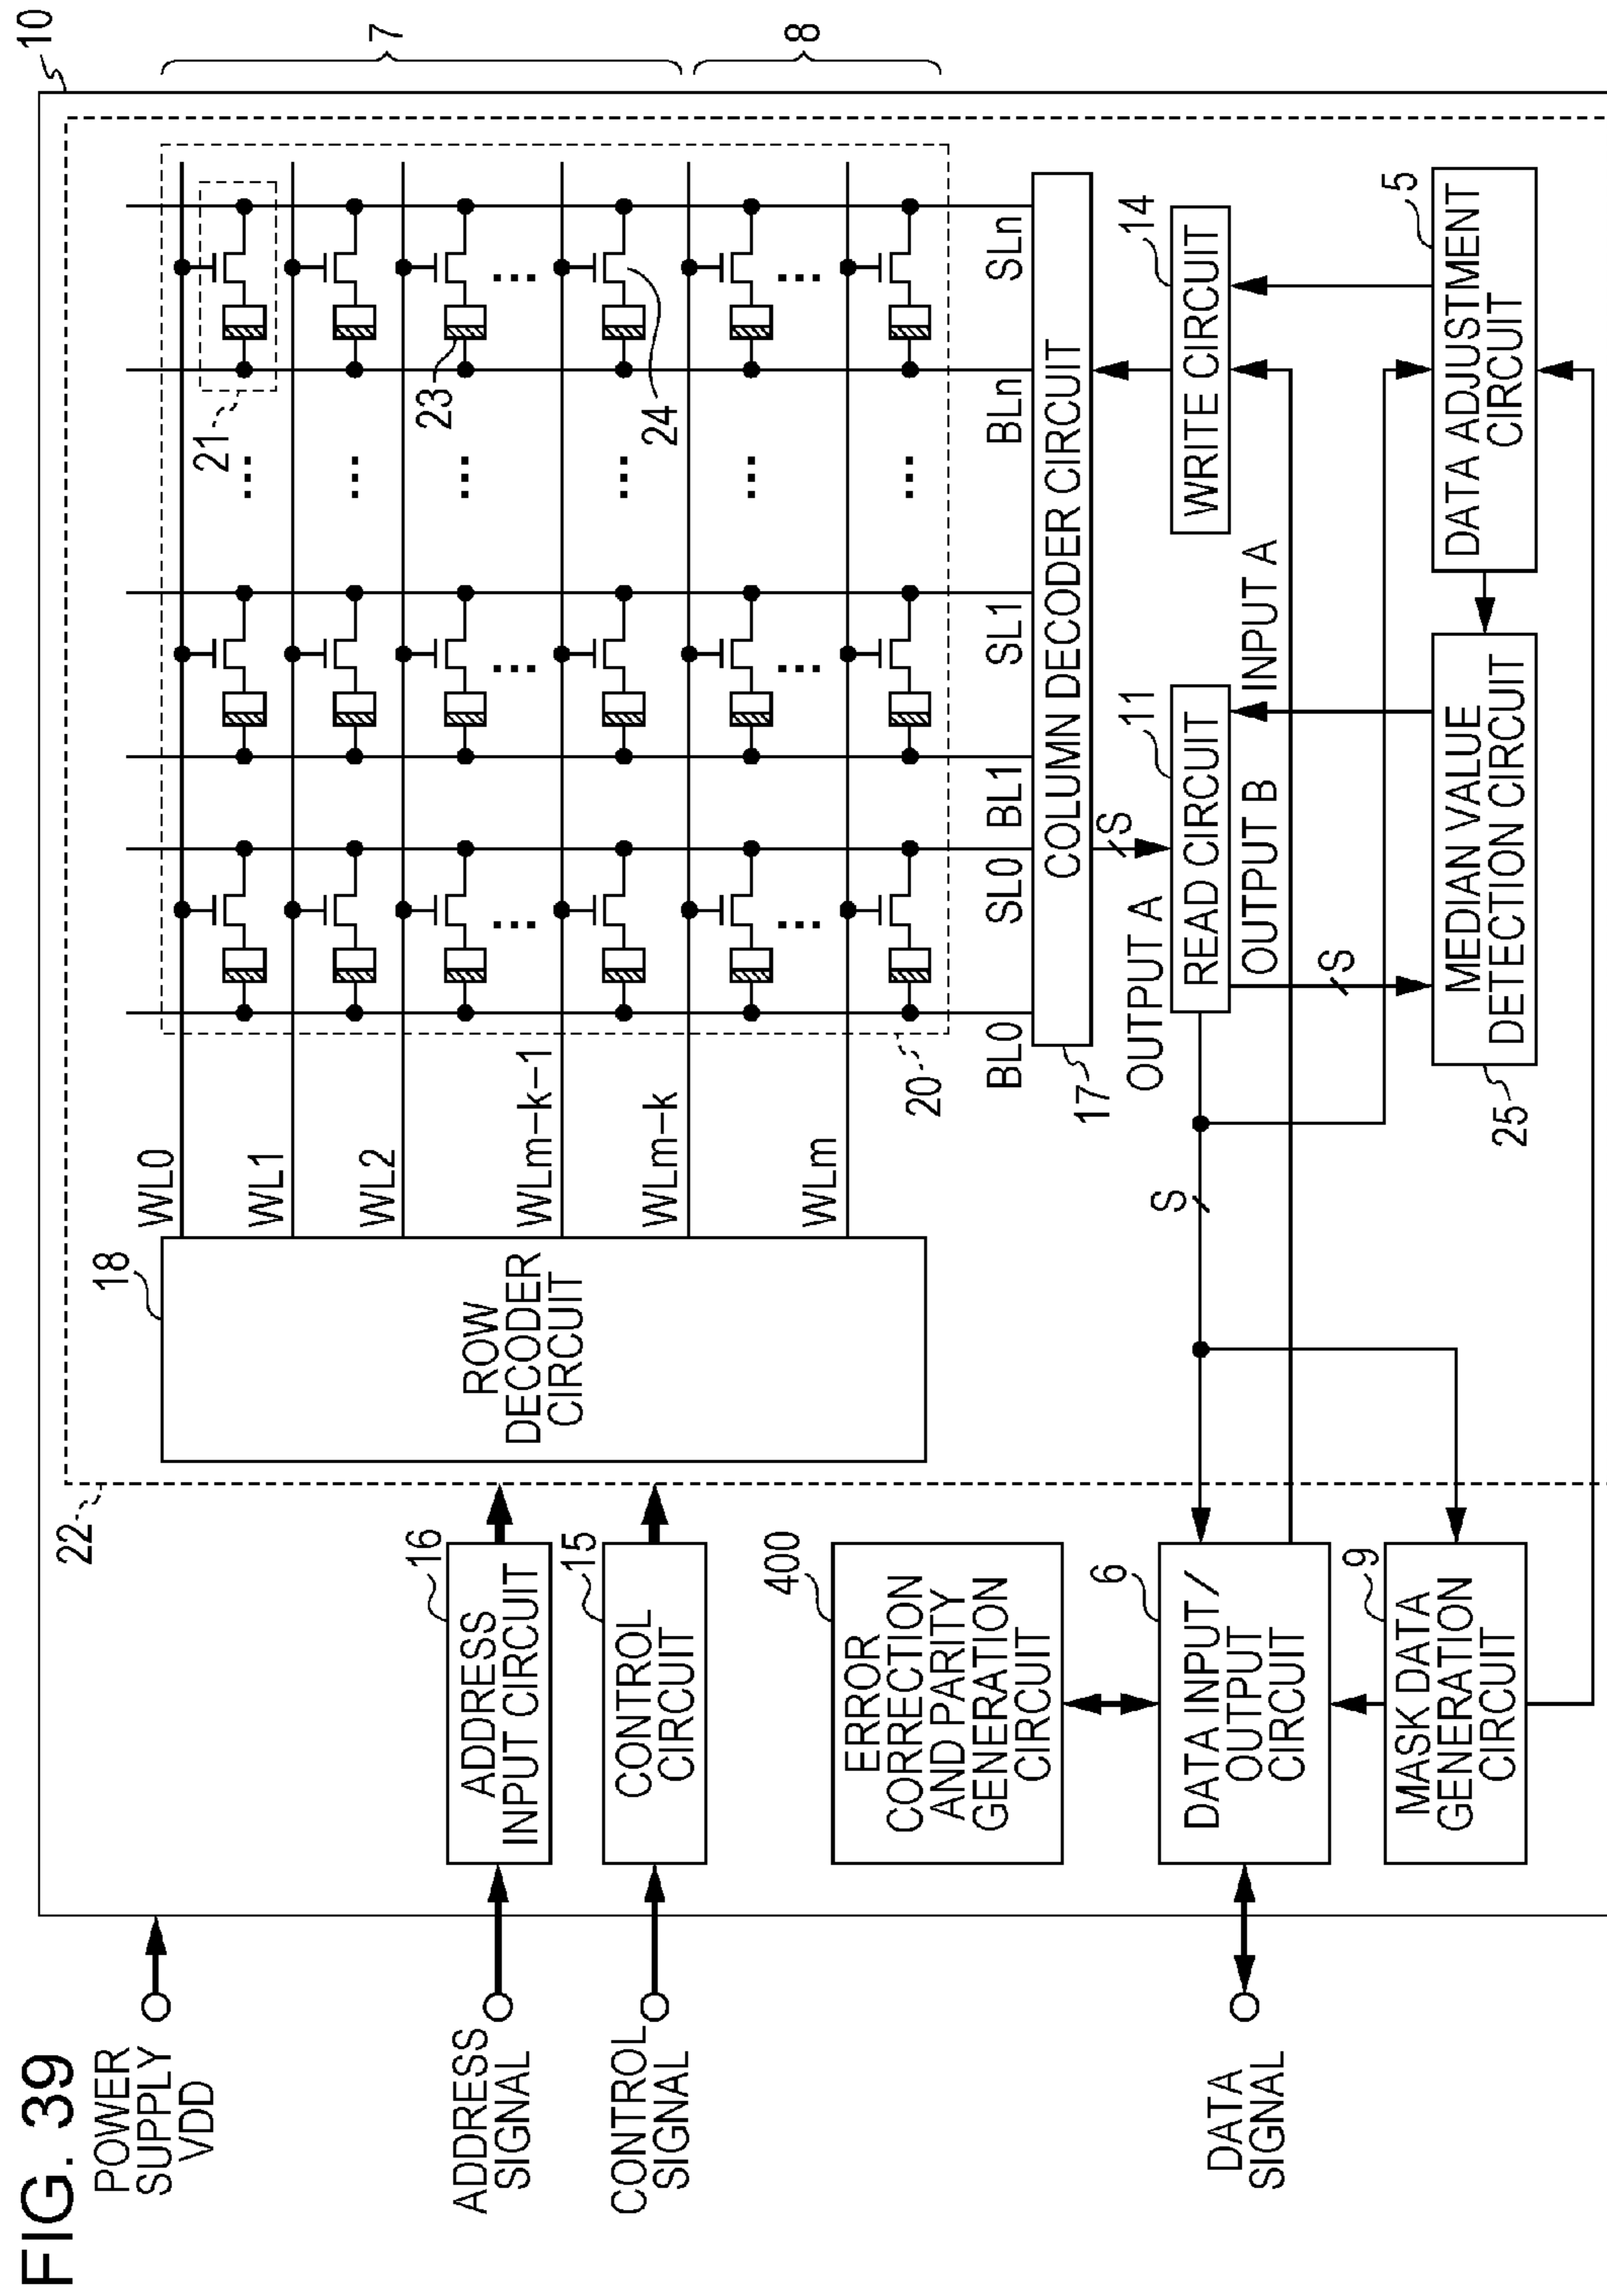 FIG. 39
10
POWER
SUPPLY
VDD
22
18
ROW
DECODER
CIRCUIT
WL0
WL1
WL2
WLm-k-1
WLm-k
WLm
21
...
...
...
...
...
...
23
24
...
...
...
...
...
...
7
8
20
BL0
SL0
BL1
SL1
BLn
SLn
17
COLUMN DECODER CIRCUIT
ADDRESS
SIGNAL
16
ADDRESS
INPUT CIRCUIT
CONTROL
SIGNAL
15
CONTROL
CIRCUIT
400
ERROR
CORRECTION
AND PARITY
GENERATION
CIRCUIT
DATA
SIGNAL
6
DATA INPUT/
OUTPUT
CIRCUIT
9
MASK DATA
GENERATION
CIRCUIT
S
OUTPUT A
S
11
READ CIRCUIT
OUTPUT B
INPUT A
S
14
WRITE CIRCUIT
25
MEDIAN VALUE
DETECTION CIRCUIT
5
DATA ADJUSTMENT
CIRCUIT